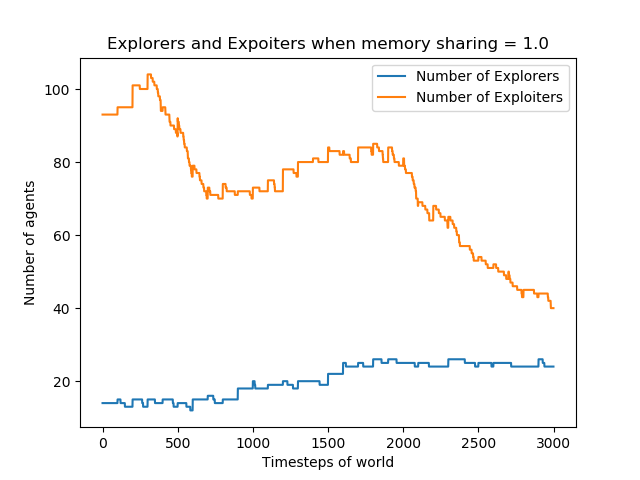 Explorers and Expoiters when memory sharing = 1.0
Number of Explorers
Number of Exploiters
Number of agents
100
80
60
40
20
0 500 1000 1500 2000 2500 3000
Timesteps of world